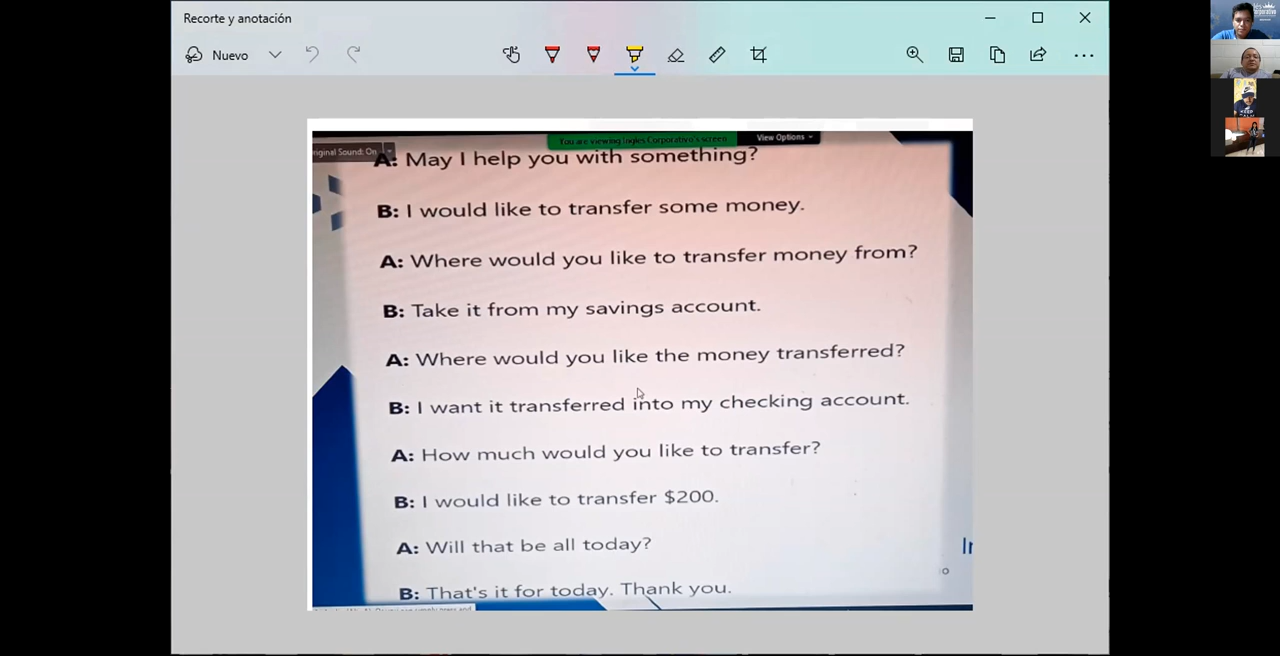 Recorte y anotación
Nuevo
You are viewing Ingles Corporativo's screen
View Options
riginal Sound: On
A: May I help you with something?
B: I would like to transfer some money.
A: Where would you like to transfer money from?
B: Take it from my savings account.
A: Where would you like the money transferred?
B: I want it transferred into my checking account.
A: How much would you like to transfer?
B: I would like to transfer $200.
A: Will that be all today?
B: That's it for today. Thank you.